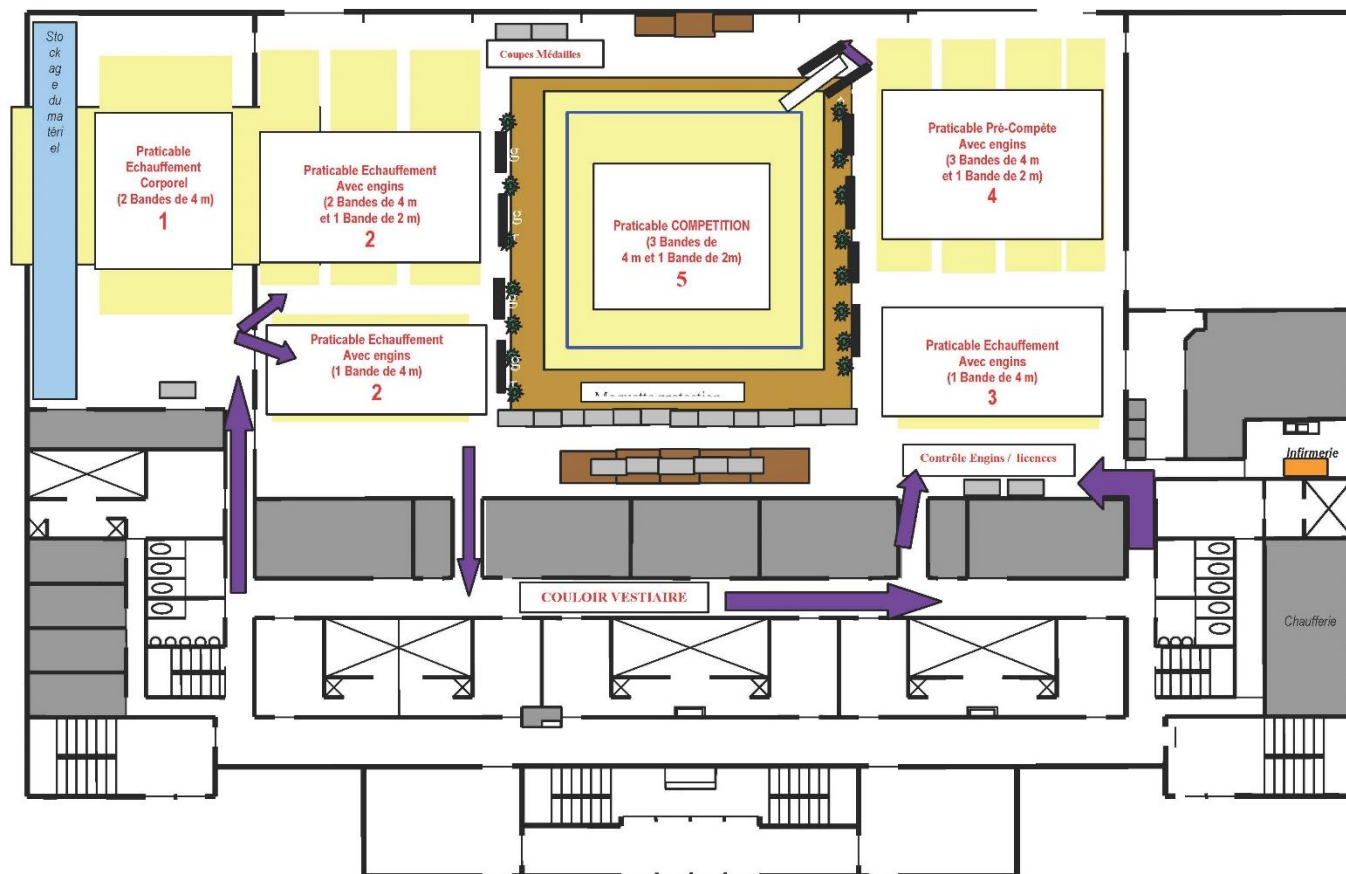 Sto
ck
ag
e
du
ma
téri
el
Coupes Médailles
Praticable
Echauffement
Corporel
(2 Bandes de 4 m)
1
Praticable Echauffement
Avec engins
(2 Bandes de 4 m
et 1 Bande de 2 m)
2
Praticable COMPETITION
(3 Bandes de
4 m et 1 Bande de 2m)
5
Praticable Pré-Compète
Avec engins
(3 Bandes de 4 m
et 1 Bande de 2 m)
4
Praticable Echauffement
Avec engins
(1 Bande de 4 m)
2
Praticable Echauffement
Avec engins
(1 Bande de 4 m)
3
Contrôle Engins / licences
Infirmerie
COULOIR VESTIAIRE
Chaufferie